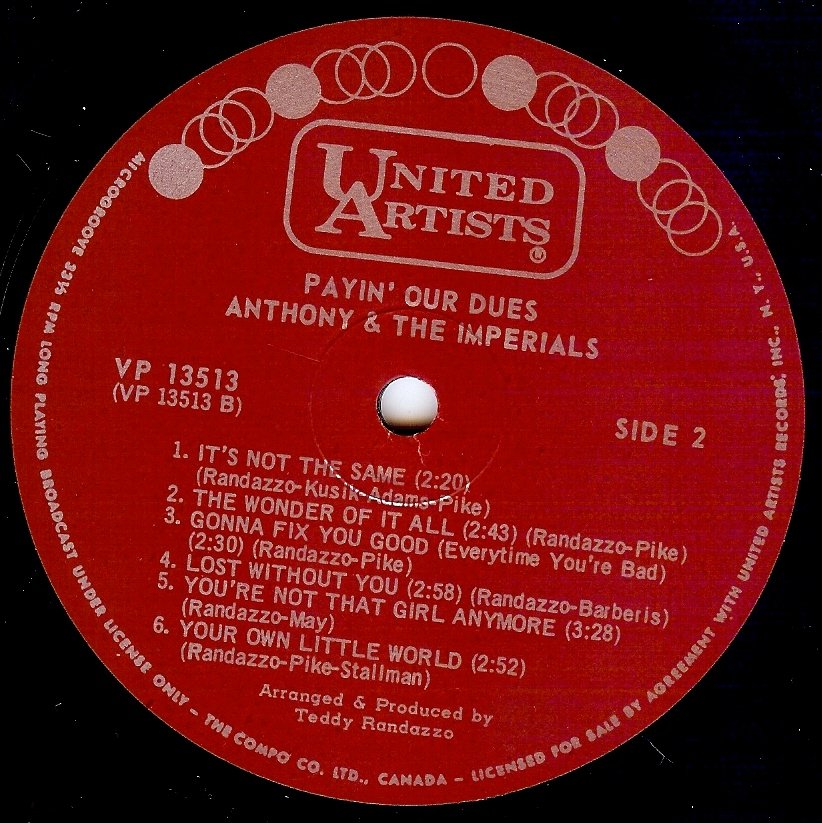 UNITED
ARTISTS
®
PAYIN' OUR DUES
ANTHONY & THE IMPERIALS
VP 13513
(VP 13513 B)
SIDE 2
1. IT'S NOT THE SAME (2:20)
(Randazzo-Kusik-Adams-Pike)
2. THE WONDER OF IT ALL (2:43) (Randazzo-Pike)
3. GONNA FIX YOU GOOD (Everytime You're Bad)
(2:30) (Randazzo-Pike)
4. LOST WITHOUT YOU (2:58) (Randazzo-Barberis)
5. YOU'RE NOT THAT GIRL ANYMORE (3:28)
(Randazzo-May)
6. YOUR OWN LITTLE WORLD (2:52)
(Randazzo-Pike-Stallman)
Arranged & Produced by
Teddy Randazzo
MICROGROOVE 33⅓ RPM LONG PLAYING BROADCAST UNDER LICENSE ONLY - THE COMPO CO. LTD., CANADA - LICENSED FOR SALE BY AGREEMENT WITH UNITED ARTISTS RECORDS, INC., N. Y., U.S.A.